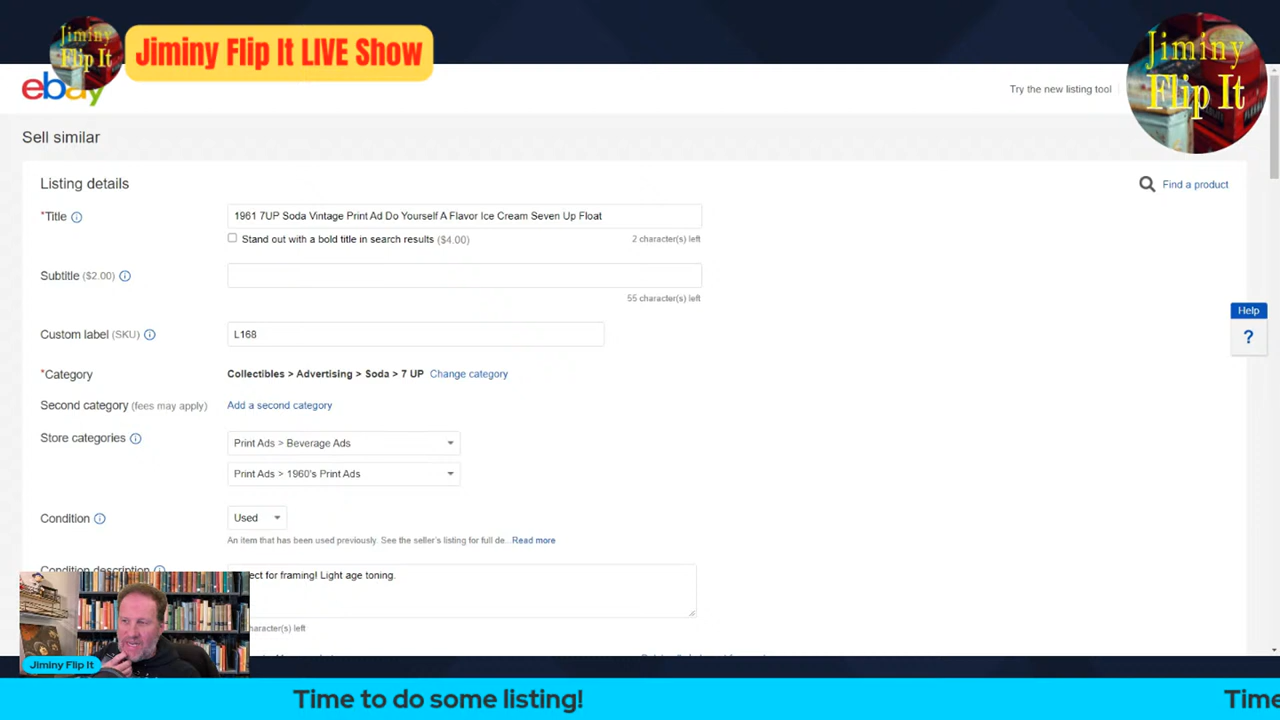 Jiminy Flip It
Jiminy Flip It LIVE Show
Jiminy
Flip It
ebay
Try the new listing tool
Sell similar
Listing details
Find a product
*Title
1961 7UP Soda Vintage Print Ad Do Yourself A Flavor Ice Cream Seven Up Float
Stand out with a bold title in search results ($4.00)
2 character(s) left
Subtitle ($2.00)
55 character(s) left
Help
?
Custom label (SKU)
L168
*Category
Collectibles > Advertising > Soda > 7 UP Change category
Second category (fees may apply)
Add a second category
Store categories
Print Ads > Beverage Ads
Print Ads > 1960's Print Ads
Condition
Used
An item that has been used previously. See the seller's listing for full de... Read more
Condition description
for framing! Light age toning.
left
Jiminy Flip It
Time to do some listing!
Time